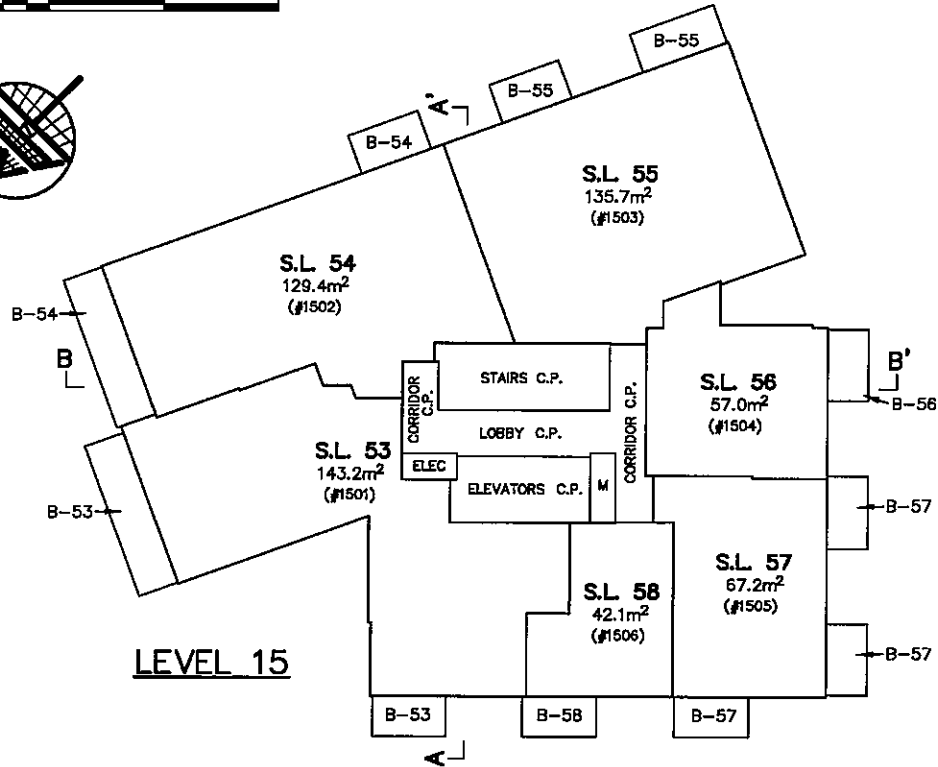 B-55
B-55
A'
B-54
S.L. 55
135.7m²
(#1503)
S.L. 54
129.4m²
(#1502)
B-54
B
B'
STAIRS C.P.
S.L. 56
57.0m²
(#1504)
B-56
CORRIDOR
C.P.
LOBBY C.P.
CORRIDOR C.P.
S.L. 53
143.2m²
(#1501)
ELEC
ELEVATORS C.P.
M
B-53
B-57
S.L. 57
67.2m²
(#1505)
S.L. 58
42.1m²
(#1506)
B-57
LEVEL 15
B-53
B-58
B-57
A